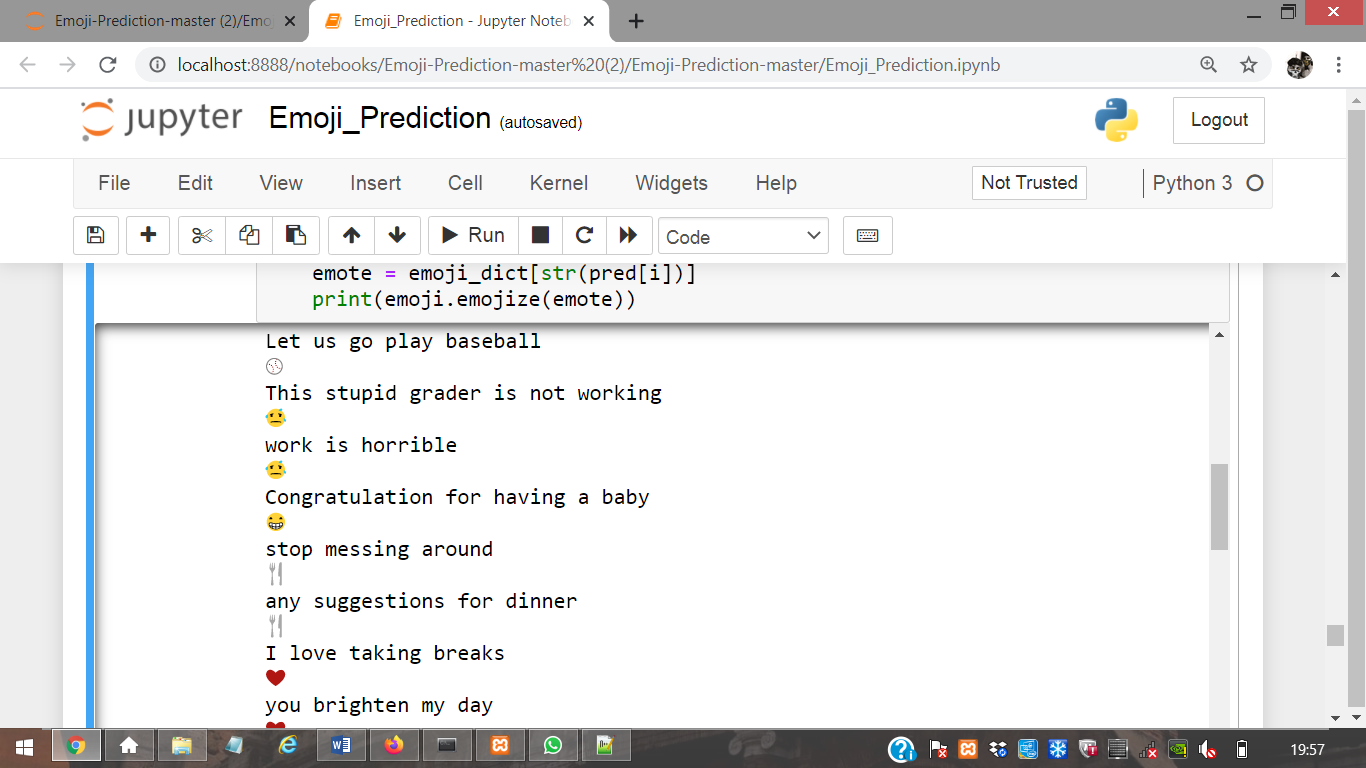 Emoji-Prediction-master (2)/Emoj
Emoji_Prediction - Jupyter Noteb
localhost:8888/notebooks/Emoji-Prediction-master%20(2)/Emoji-Prediction-master/Emoji_Prediction.ipynb
jupyter Emoji_Prediction (autosaved)
Logout
File Edit View Insert Cell Kernel Widgets Help Not Trusted Python 3
Run Code
emote = emoji_dict[str(pred[i])]
print(emoji.emojize(emote))
Let us go play baseball
⚾
This stupid grader is not working
😓
work is horrible
😓
Congratulation for having a baby
😁
stop messing around
🍴
any suggestions for dinner
🍴
I love taking breaks
❤
you brighten my day
❤
19:57